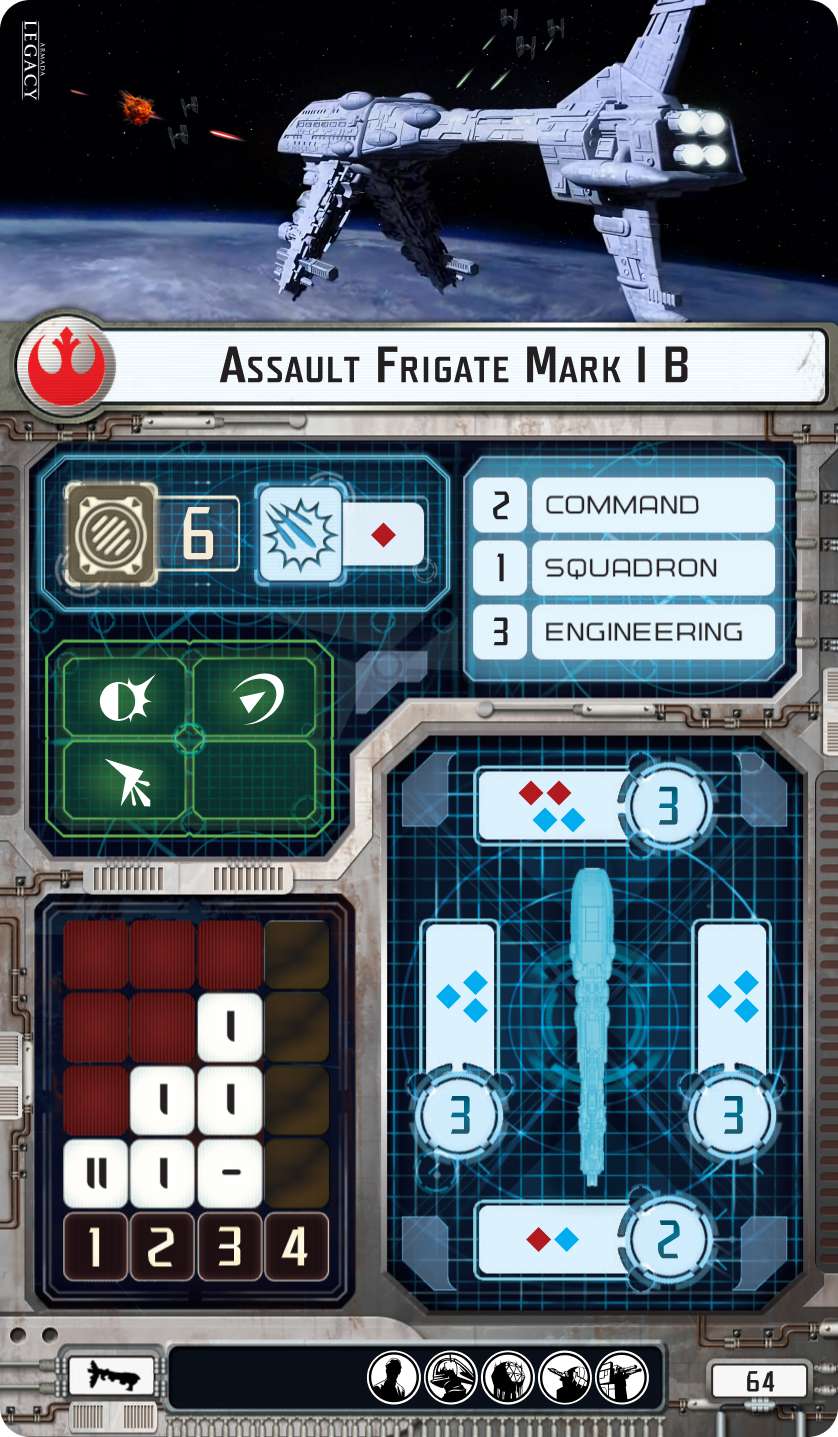 ARMADA
LEGACY
ASSAULT FRIGATE MARK I B
6
2 COMMAND
1 SQUADRON
3 ENGINEERING
3
I
I I
3 3
II I –
2
1 2 3 4
64